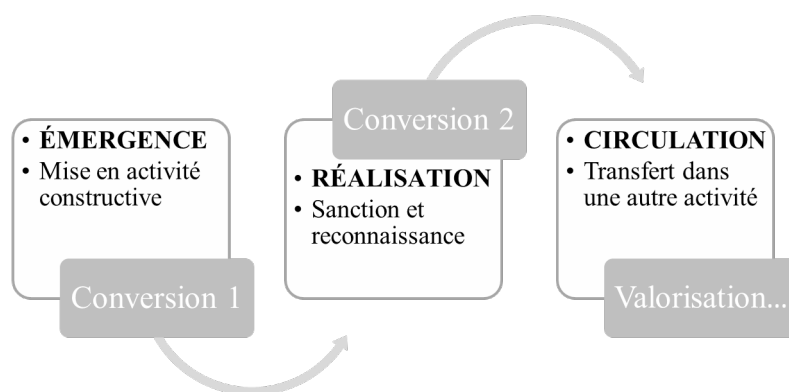 • ÉMERGENCE
• Mise en activité
constructive
Conversion 1
Conversion 2
• RÉALISATION
• Sanction et
reconnaissance
• CIRCULATION
• Transfert dans
une autre activité
Valorisation...